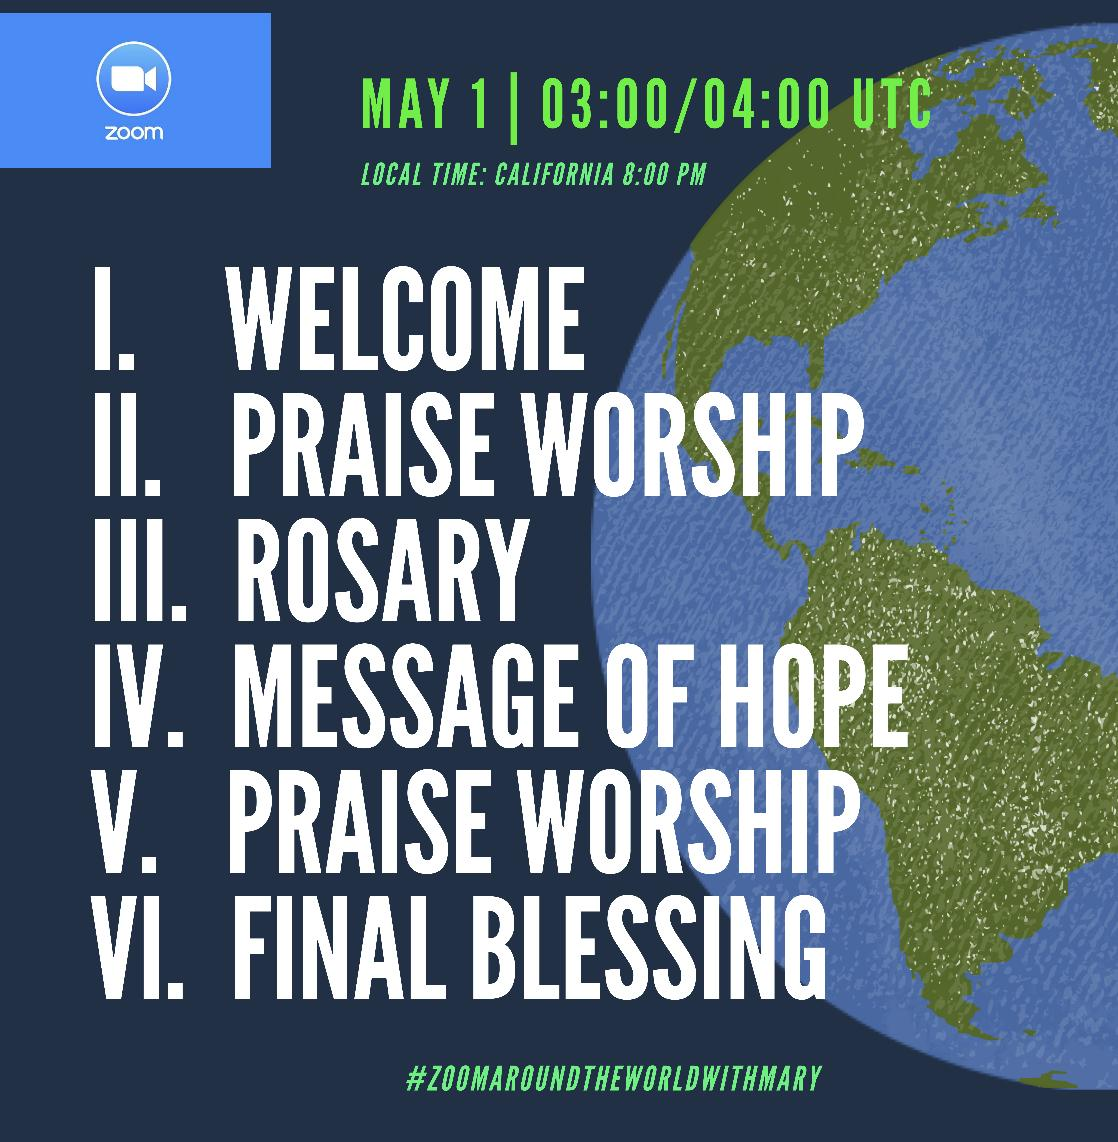 zoom
MAY 1 | 03:00/04:00 UTC
LOCAL TIME: CALIFORNIA 8:00 PM
I. WELCOME
II. PRAISE WORSHIP
III. ROSARY
IV. MESSAGE OF HOPE
V. PRAISE WORSHIP
VI. FINAL BLESSING
#ZOOMAROUNDTHEWORLDWITHMARY